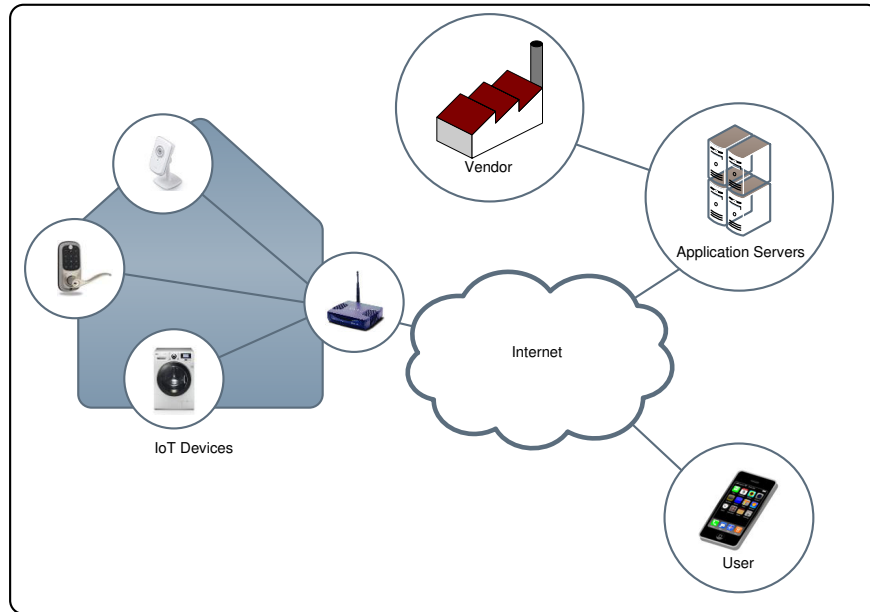 Vendor
Application Servers
Internet
IoT Devices
User